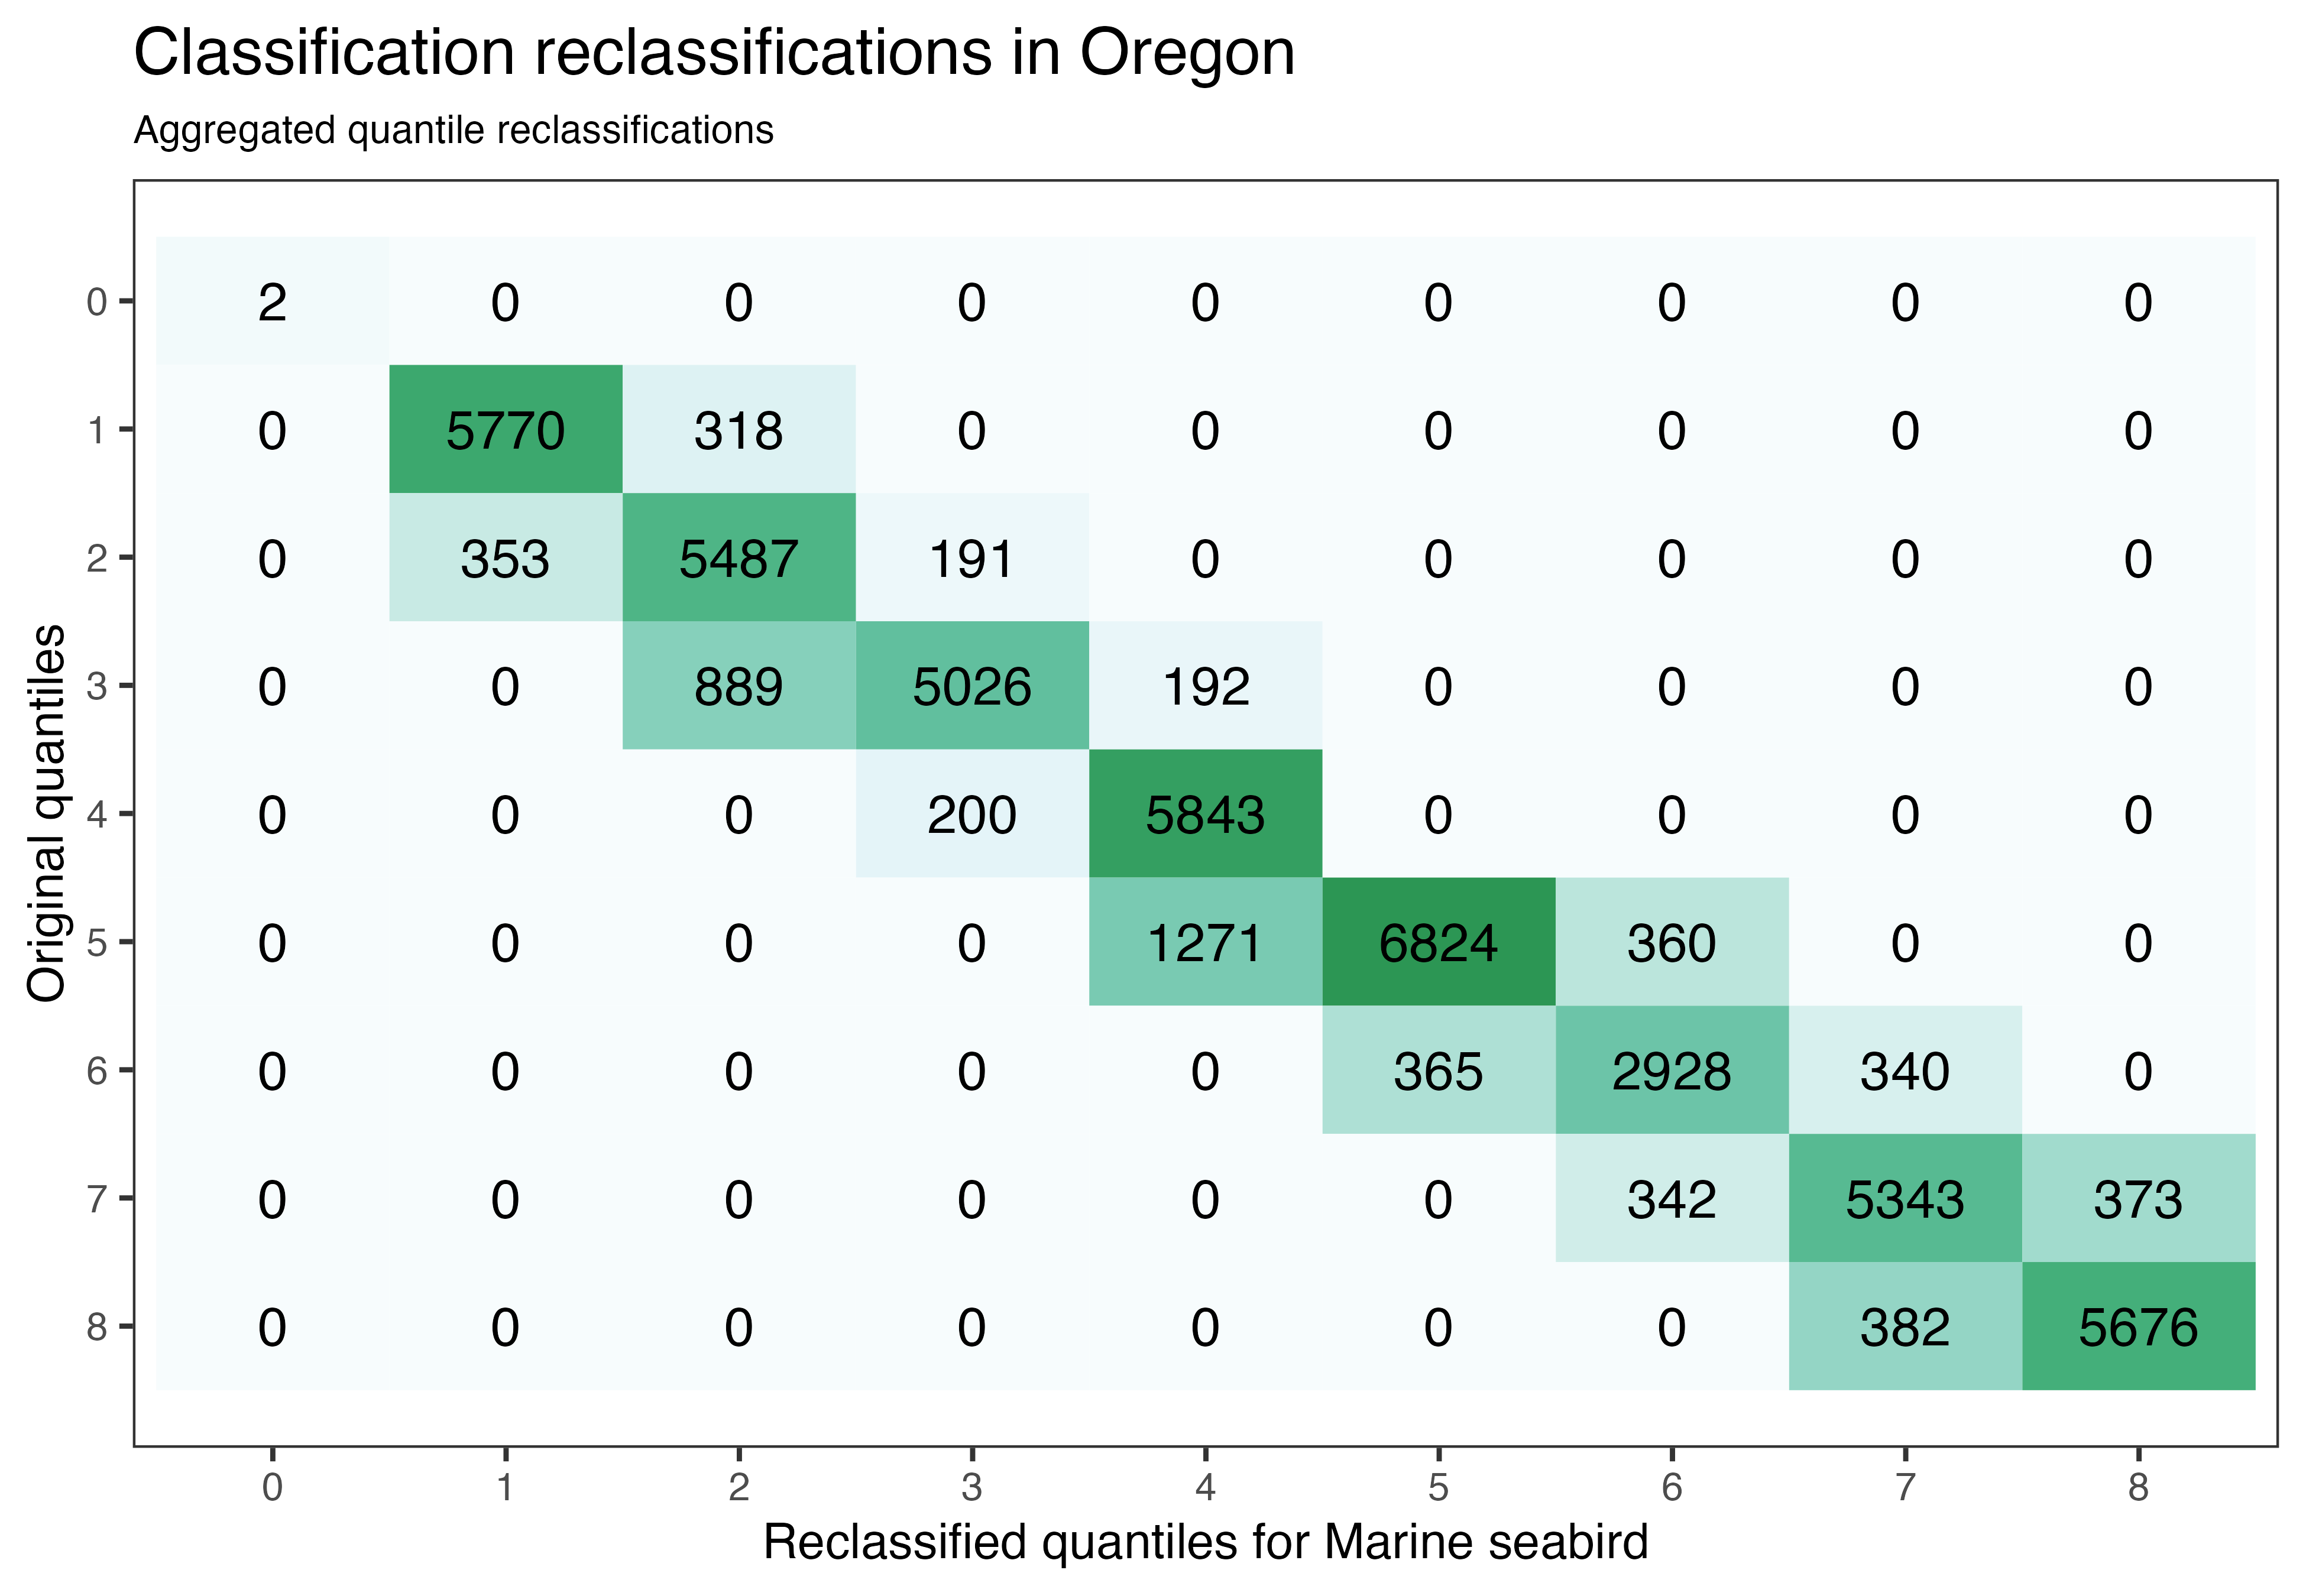 Classification reclassifications in Oregon
Aggregated quantile reclassifications
Original quantiles
0 2 0 0 0 0 0 0 0 0
1 0 5770 318 0 0 0 0 0 0
2 0 353 5487 191 0 0 0 0 0
3 0 0 889 5026 192 0 0 0 0
4 0 0 0 200 5843 0 0 0 0
5 0 0 0 0 1271 6824 360 0 0
6 0 0 0 0 0 365 2928 340 0
7 0 0 0 0 0 0 342 5343 373
8 0 0 0 0 0 0 0 382 5676
0 1 2 3 4 5 6 7 8
Reclassified quantiles for Marine seabird